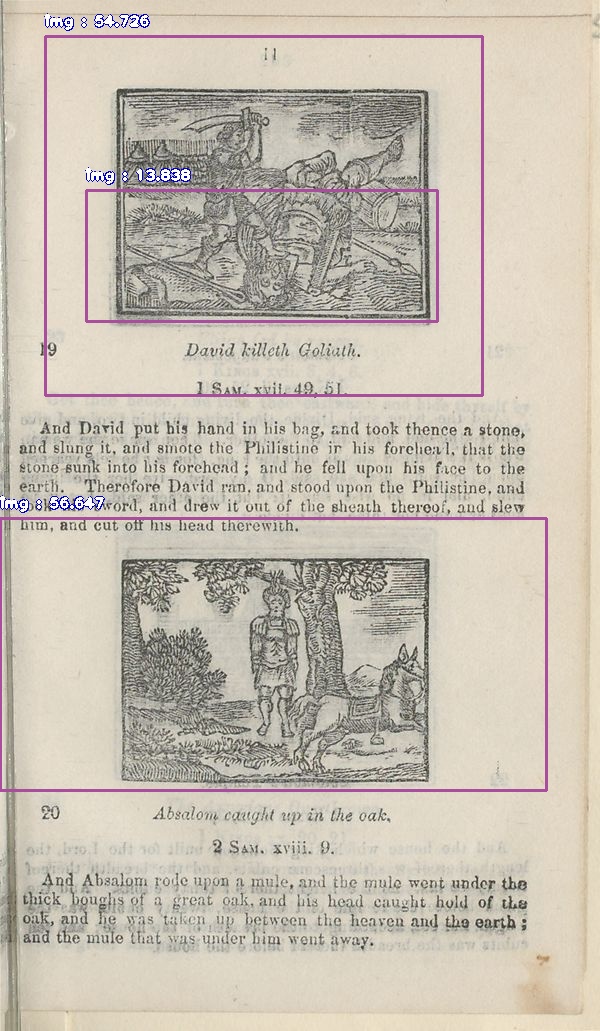 img : 54.726
11
img : 13.838
19 David killeth Goliath.
1 SAM. xvii. 49, 51.
And David put his hand in his bag, and took thence a stone,
and slung it, and smote the Philistine in his forehead, that the
stone sunk into his forehead ; and he fell upon his face to the
earth. Therefore David ran, and stood upon the Philistine, and
img : 56.647
sword, and drew it out of the sheath thereof, and slew
him, and cut off his head therewith.
20 Absalom caught up in the oak.
2 SAM. xviii. 9.
And Absalom rode upon a mule, and the mule went under the
thick boughs of a great oak, and his head caught hold of the
oak, and he was taken up between the heaven and the earth ;
and the mule that was under him went away.